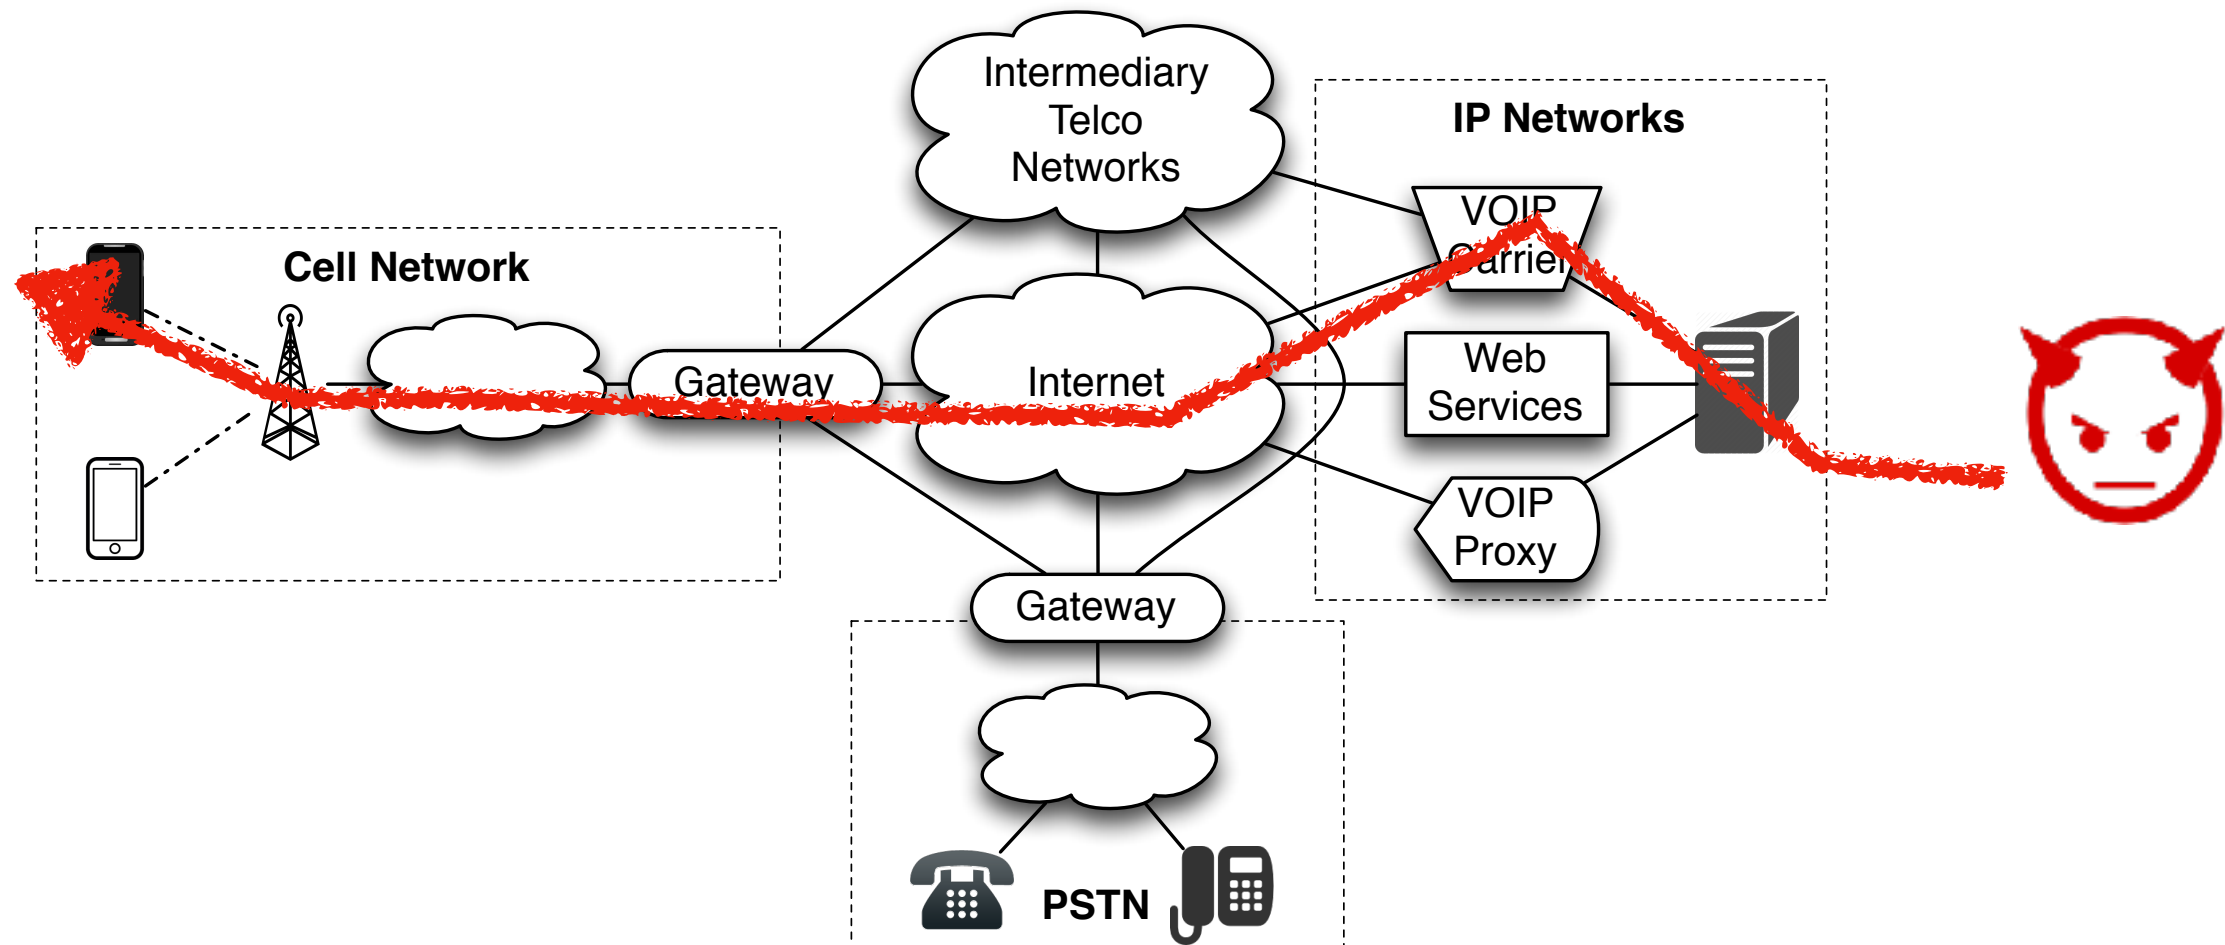 Intermediary
Telco
Networks
IP Networks
VOIP
Carrier
Cell Network
Gateway
Internet
Web
Services
VOIP
Proxy
Gateway
PSTN